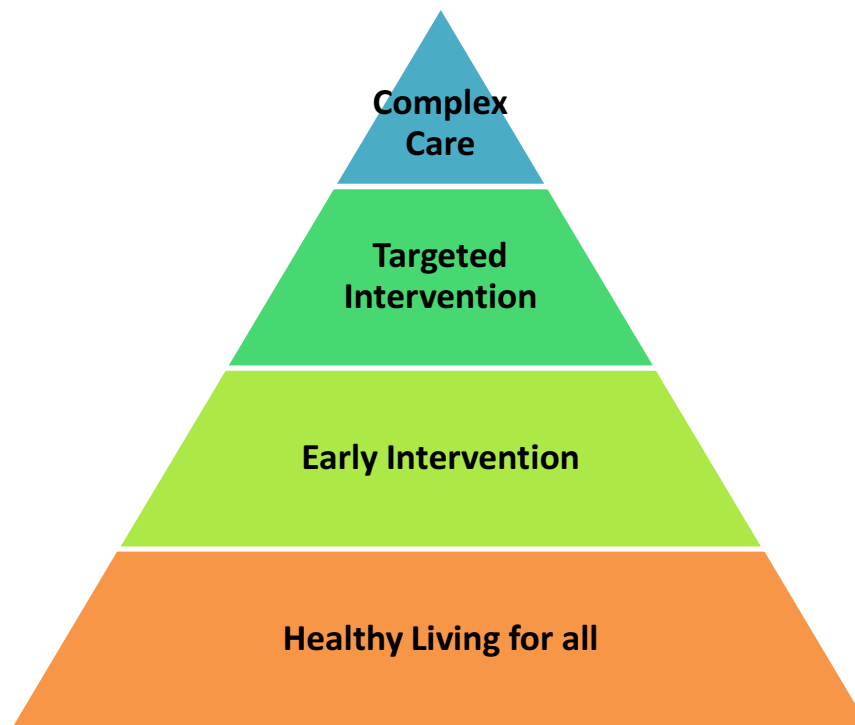 Complex
Care
Targeted
Intervention
Early Intervention
Healthy Living for all